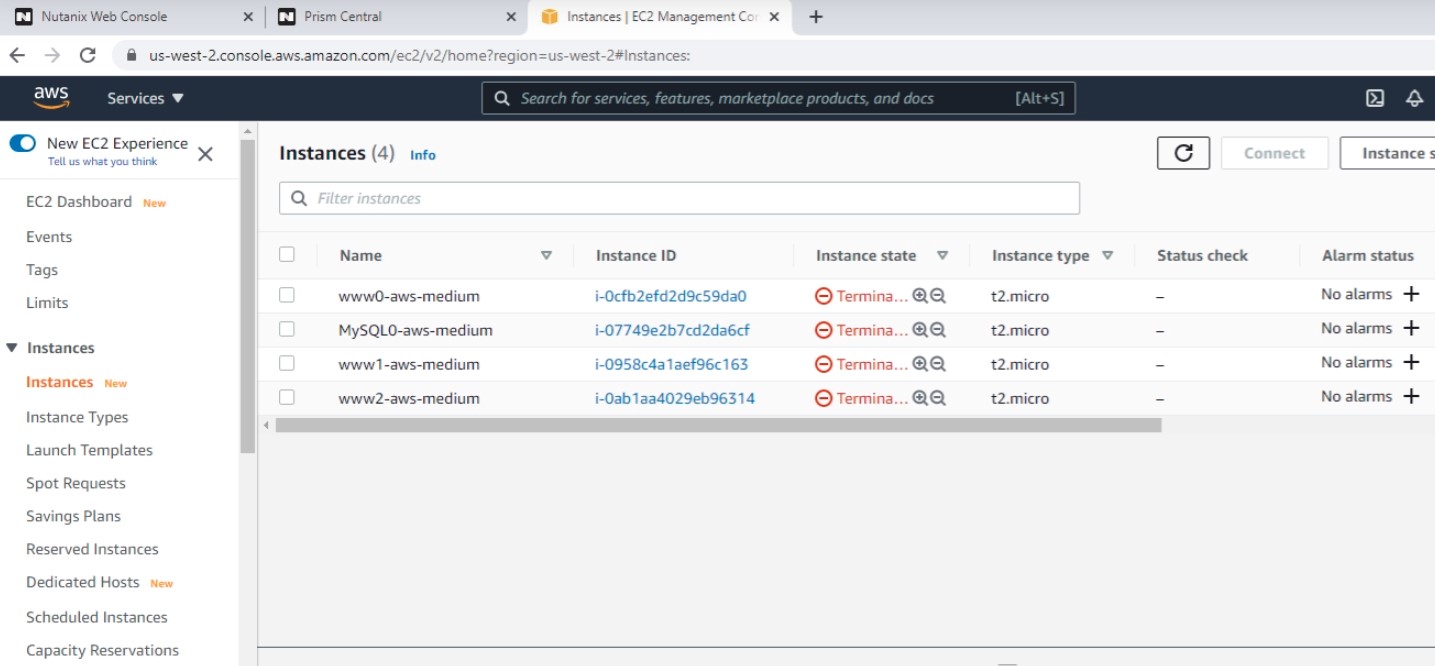 Nutanix Web Console
Prism Central
Instances | EC2 Management Con
us-west-2.console.aws.amazon.com/ec2/v2/home?region=us-west-2#Instances:
aws Services ▼ Search for services, features, marketplace products, and docs [Alt+S]
New EC2 Experience
Tell us what you think
EC2 Dashboard New
Events
Tags
Limits
Instances
Instances New
Instance Types
Launch Templates
Spot Requests
Savings Plans
Reserved Instances
Dedicated Hosts New
Scheduled Instances
Capacity Reservations
Instances (4) Info Connect Instance s
Filter instances
Name Instance ID Instance state Instance type Status check Alarm status
www0-aws-medium i-0cfb2efd2d9c59da0 Termina... t2.micro – No alarms +
MySQL0-aws-medium i-07749e2b7cd2da6cf Termina... t2.micro – No alarms +
www1-aws-medium i-0958c4a1aef96c163 Termina... t2.micro – No alarms +
www2-aws-medium i-0ab1aa4029eb96314 Termina... t2.micro – No alarms +